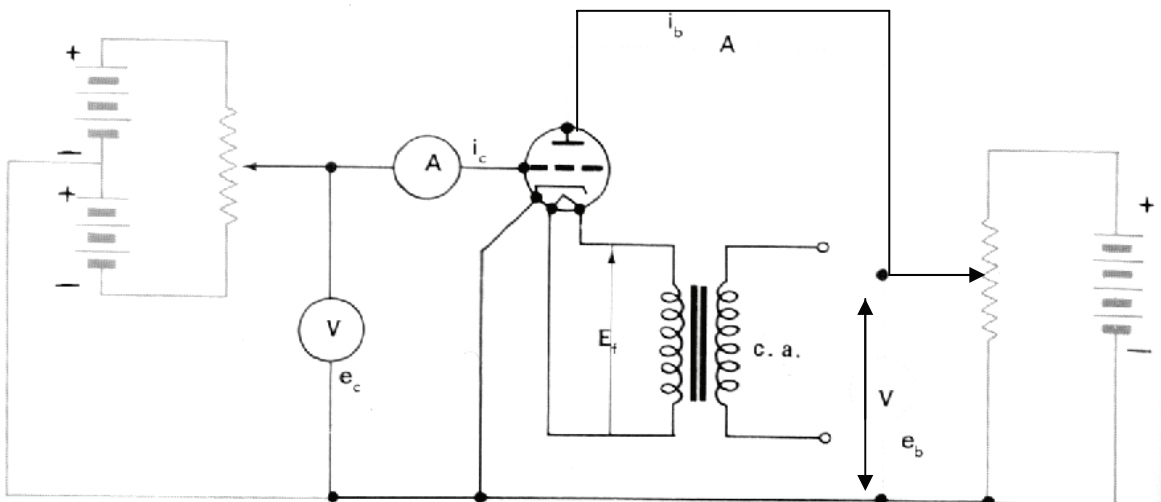 i_b
A
+
A
i_c
−
+
+
−
V
E_f
c. a.
−
e_c
V
e_b